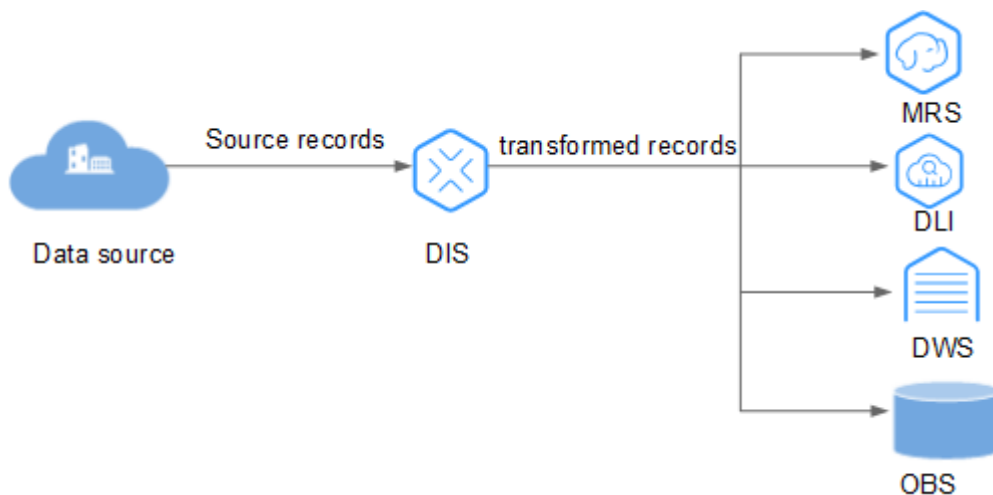 MRS
Source records
transformed records
DLI
Data source
DIS
DWS
OBS